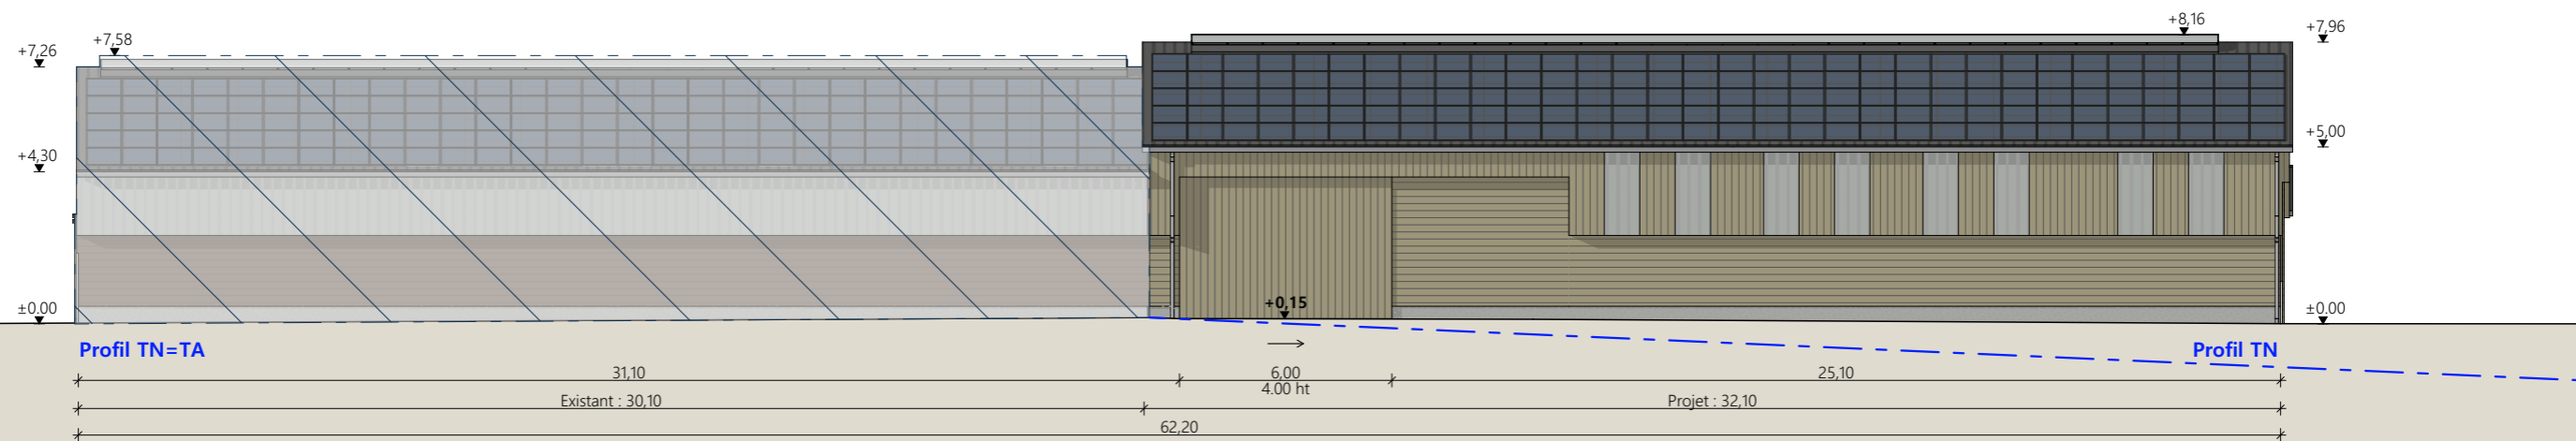 +8,16
+7,96
+7,58
+7,26
+5,00
+4,30
+0,15
±0.00
±0.00
Profil TN=TA
Profil TN
31,10
6,00
25,10
4.00 ht
Existant : 30,10
Projet : 32,10
62,20